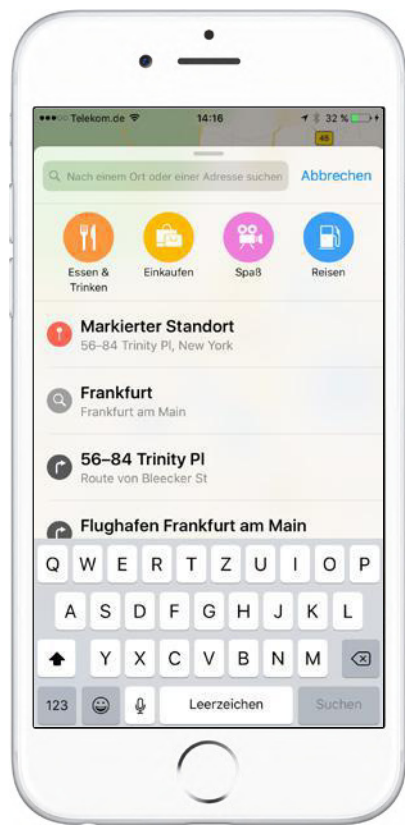 Telekom.de 14:16 32 %
45
Nach einem Ort oder einer Adresse suchen Abbrechen
Essen & Trinken Einkaufen Spaß Reisen
Markierter Standort
56–84 Trinity Pl, New York
Frankfurt
Frankfurt am Main
56–84 Trinity Pl
Route von Bleecker St
Flughafen Frankfurt am Main
Q W E R T Z U I O P
A S D F G H J K L
Y X C V B N M
123 Leerzeichen Suchen